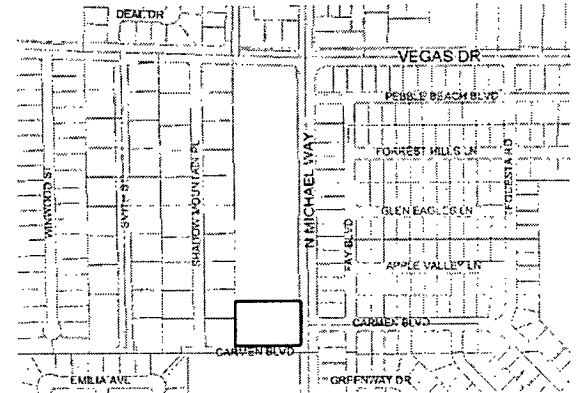 DEAL DR
VEGAS DR
PEBBLE BEACH BLVD
FORREST HILLS LN
GLEN EAGLES LN
APPLE VALLEY LN
N MICHAEL WAY
FAY BLVD
SHADOW MOUNTAIN PL
CARMEN BLVD
CARMEN BLVD
EMILIA AVE
GREENWAY DR